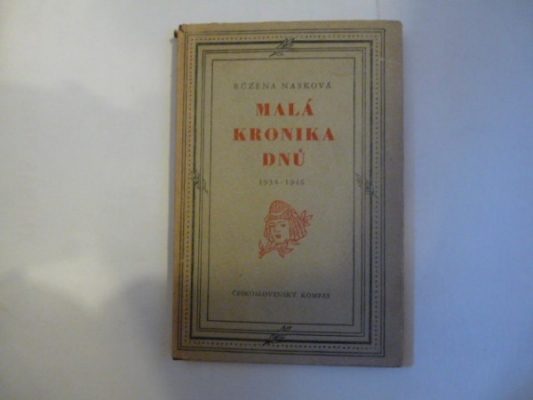 RŮŽENA NASKOVÁ
MALÁ
KRONIKA
DNŮ
ČESKOSLOVENSKÝ KOMPAS